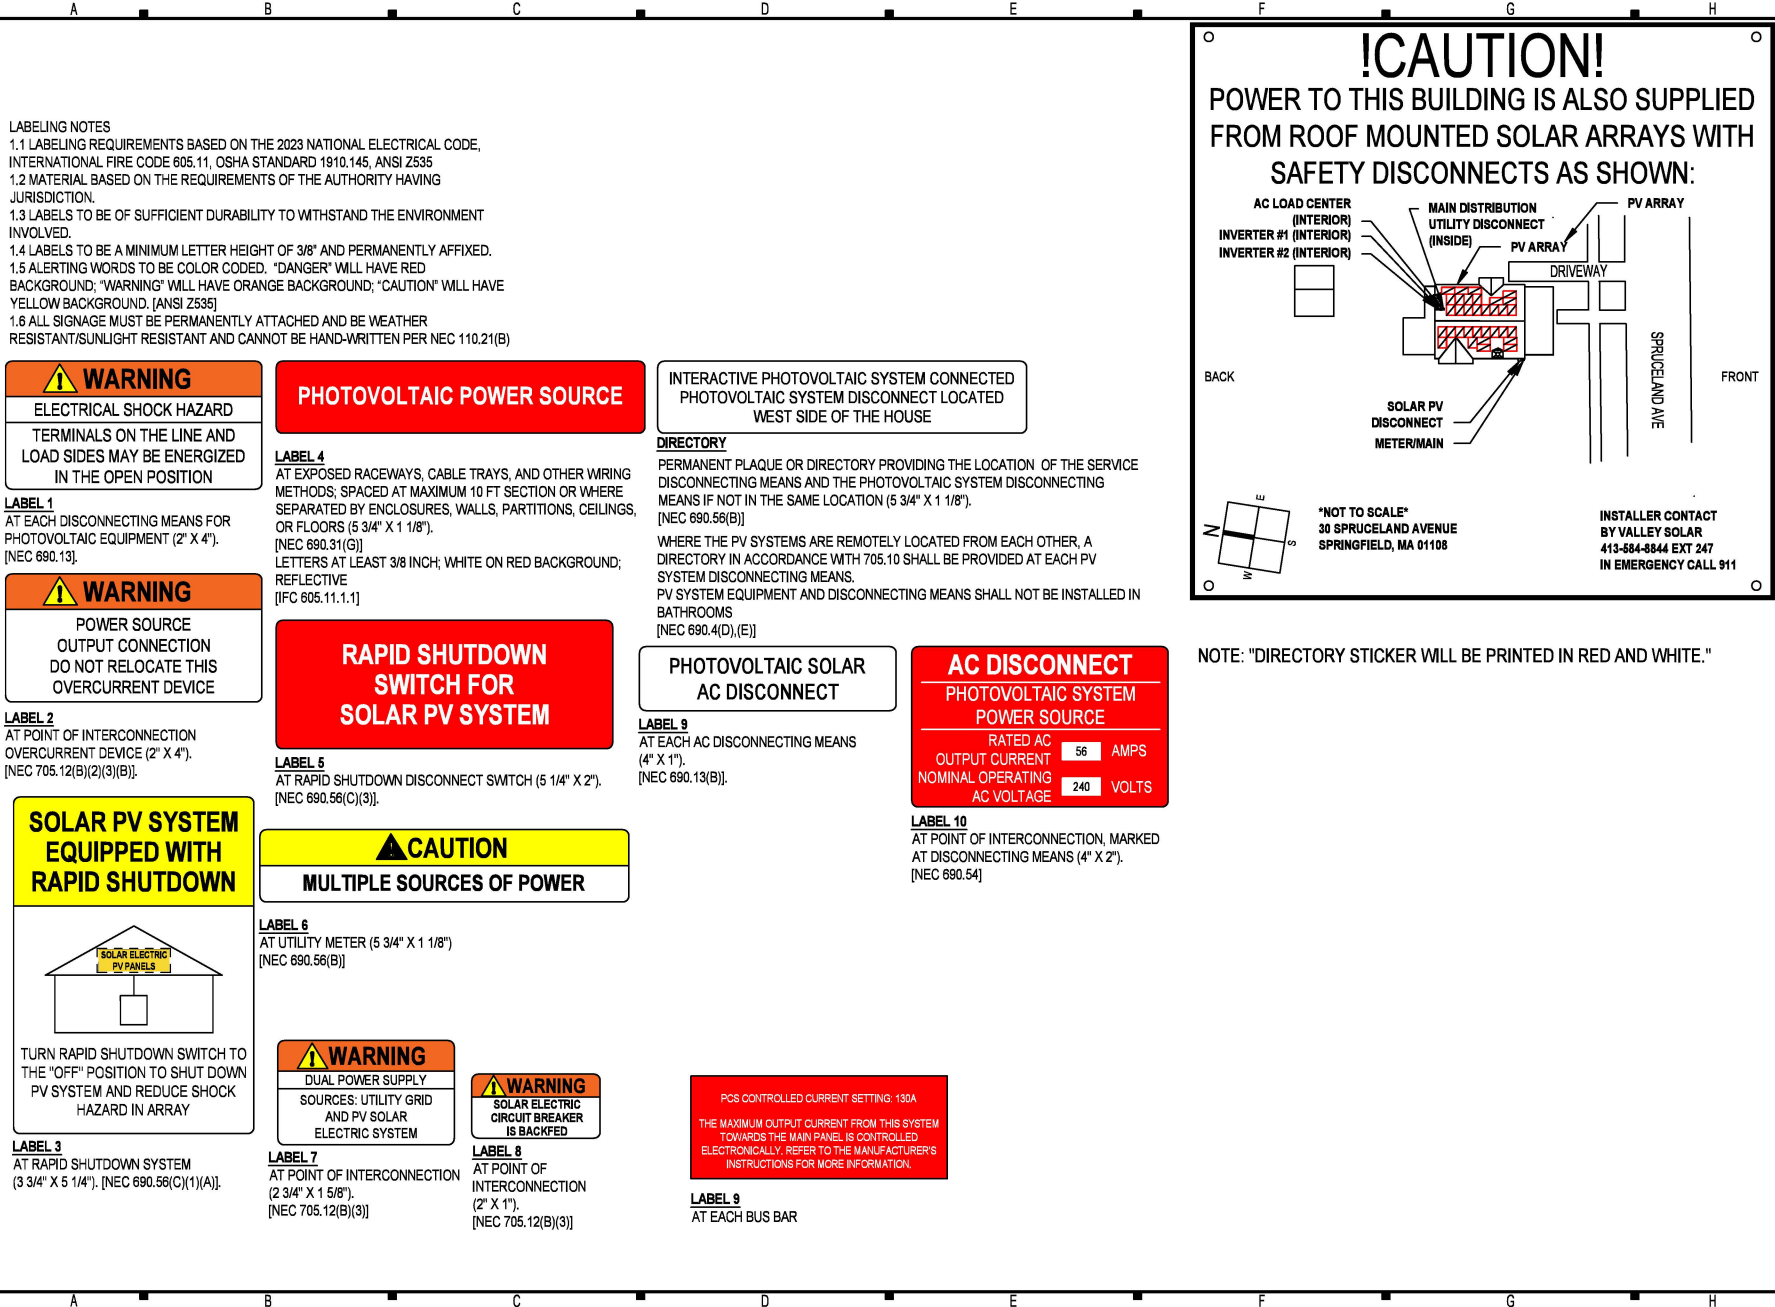 A B C D E F G H
LABELING NOTES
1.1 LABELING REQUIREMENTS BASED ON THE 2023 NATIONAL ELECTRICAL CODE,
INTERNATIONAL FIRE CODE 605.11, OSHA STANDARD 1910.145, ANSI Z535
1.2 MATERIAL BASED ON THE REQUIREMENTS OF THE AUTHORITY HAVING
JURISDICTION.
1.3 LABELS TO BE OF SUFFICIENT DURABILITY TO WITHSTAND THE ENVIRONMENT
INVOLVED.
1.4 LABELS TO BE A MINIMUM LETTER HEIGHT OF 3/8" AND PERMANENTLY AFFIXED.
1.5 ALERTING WORDS TO BE COLOR CODED. "DANGER" WILL HAVE RED
BACKGROUND; "WARNING" WILL HAVE ORANGE BACKGROUND; "CAUTION" WILL HAVE
YELLOW BACKGROUND. [ANSI Z535]
1.6 ALL SIGNAGE MUST BE PERMANENTLY ATTACHED AND BE WEATHER
RESISTANT/SUNLIGHT RESISTANT AND CANNOT BE HAND-WRITTEN PER NEC 110.21(B)
WARNING
ELECTRICAL SHOCK HAZARD
TERMINALS ON THE LINE AND
LOAD SIDES MAY BE ENERGIZED
IN THE OPEN POSITION
LABEL 1
AT EACH DISCONNECTING MEANS FOR
PHOTOVOLTAIC EQUIPMENT (2" X 4").
[NEC 690.13].
WARNING
POWER SOURCE
OUTPUT CONNECTION
DO NOT RELOCATE THIS
OVERCURRENT DEVICE
LABEL 2
AT POINT OF INTERCONNECTION
OVERCURRENT DEVICE (2" X 4").
[NEC 705.12(B)(2)(3)(B)].
SOLAR PV SYSTEM
EQUIPPED WITH
RAPID SHUTDOWN
SOLAR ELECTRIC
PV PANELS
TURN RAPID SHUTDOWN SWITCH TO
THE "OFF" POSITION TO SHUT DOWN
PV SYSTEM AND REDUCE SHOCK
HAZARD IN ARRAY
LABEL 3
AT RAPID SHUTDOWN SYSTEM
(3 3/4" X 5 1/4"). [NEC 690.56(C)(1)(A)].
PHOTOVOLTAIC POWER SOURCE
LABEL 4
AT EXPOSED RACEWAYS, CABLE TRAYS, AND OTHER WIRING
METHODS; SPACED AT MAXIMUM 10 FT SECTION OR WHERE
SEPARATED BY ENCLOSURES, WALLS, PARTITIONS, CEILINGS,
OR FLOORS (5 3/4" X 1 1/8").
[NEC 690.31(G)]
LETTERS AT LEAST 3/8 INCH; WHITE ON RED BACKGROUND;
REFLECTIVE
[IFC 605.11.1.1]
RAPID SHUTDOWN
SWITCH FOR
SOLAR PV SYSTEM
LABEL 5
AT RAPID SHUTDOWN DISCONNECT SWITCH (5 1/4" X 2").
[NEC 690.56(C)(3)].
CAUTION
MULTIPLE SOURCES OF POWER
LABEL 6
AT UTILITY METER (5 3/4" X 1 1/8")
[NEC 690.56(B)]
WARNING
DUAL POWER SUPPLY
SOURCES: UTILITY GRID
AND PV SOLAR
ELECTRIC SYSTEM
LABEL 7
AT POINT OF INTERCONNECTION
(2 3/4" X 1 5/8").
[NEC 705.12(B)(3)]
WARNING
SOLAR ELECTRIC
CIRCUIT BREAKER
IS BACKFED
LABEL 8
AT POINT OF
INTERCONNECTION
(2" X 1").
[NEC 705.12(B)(3)]
INTERACTIVE PHOTOVOLTAIC SYSTEM CONNECTED
PHOTOVOLTAIC SYSTEM DISCONNECT LOCATED
WEST SIDE OF THE HOUSE
DIRECTORY
PERMANENT PLAQUE OR DIRECTORY PROVIDING THE LOCATION OF THE SERVICE
DISCONNECTING MEANS AND THE PHOTOVOLTAIC SYSTEM DISCONNECTING
MEANS IF NOT IN THE SAME LOCATION (5 3/4" X 1 1/8").
[NEC 690.56(B)]
WHERE THE PV SYSTEMS ARE REMOTELY LOCATED FROM EACH OTHER, A
DIRECTORY IN ACCORDANCE WITH 705.10 SHALL BE PROVIDED AT EACH PV
SYSTEM DISCONNECTING MEANS.
PV SYSTEM EQUIPMENT AND DISCONNECTING MEANS SHALL NOT BE INSTALLED IN
BATHROOMS
[NEC 690.4(D),(E)]
PHOTOVOLTAIC SOLAR
AC DISCONNECT
LABEL 9
AT EACH AC DISCONNECTING MEANS
(4" X 1").
[NEC 690.13(B)].
AC DISCONNECT
PHOTOVOLTAIC SYSTEM
POWER SOURCE
RATED AC
OUTPUT CURRENT 56 AMPS
NOMINAL OPERATING
AC VOLTAGE 240 VOLTS
LABEL 10
AT POINT OF INTERCONNECTION, MARKED
AT DISCONNECTING MEANS (4" X 2").
[NEC 690.54]
PCS CONTROLLED CURRENT SETTING: 130A
THE MAXIMUM OUTPUT CURRENT FROM THIS SYSTEM
TOWARDS THE MAIN PANEL IS CONTROLLED
ELECTRONICALLY. REFER TO THE MANUFACTURER'S
INSTRUCTIONS FOR MORE INFORMATION.
LABEL 9
AT EACH BUS BAR
!CAUTION!
POWER TO THIS BUILDING IS ALSO SUPPLIED
FROM ROOF MOUNTED SOLAR ARRAYS WITH
SAFETY DISCONNECTS AS SHOWN:
AC LOAD CENTER
(INTERIOR)
INVERTER #1 (INTERIOR)
INVERTER #2 (INTERIOR)
MAIN DISTRIBUTION
UTILITY DISCONNECT
(INSIDE)
PV ARRAY
PV ARRAY
DRIVEWAY
SPRUCELAND AVE
BACK
FRONT
SOLAR PV
DISCONNECT
METER/MAIN
N
E
S
W
*NOT TO SCALE*
30 SPRUCELAND AVENUE
SPRINGFIELD, MA 01108
INSTALLER CONTACT
BY VALLEY SOLAR
413-584-8844 EXT 247
IN EMERGENCY CALL 911
NOTE: "DIRECTORY STICKER WILL BE PRINTED IN RED AND WHITE."
A B C D E F G H